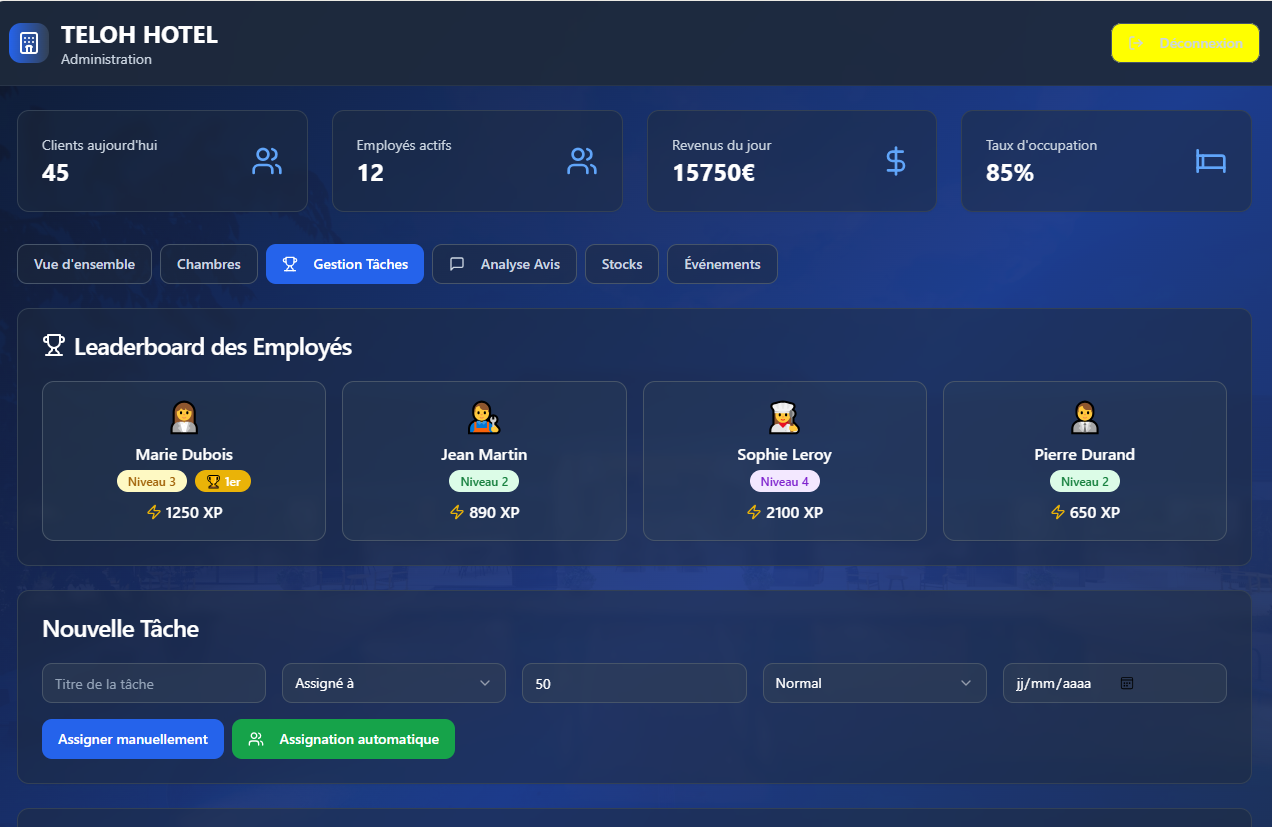 TELOH HOTEL
Administration
Déconnexion
Clients aujourd'hui
45
Employés actifs
12
Revenus du jour
15750€
Taux d'occupation
85%
Vue d'ensemble
Chambres
Gestion Tâches
Analyse Avis
Stocks
Événements
Leaderboard des Employés
Marie Dubois
Niveau 3
1er
1250 XP
Jean Martin
Niveau 2
890 XP
Sophie Leroy
Niveau 4
2100 XP
Pierre Durand
Niveau 2
650 XP
Nouvelle Tâche
Titre de la tâche
Assigné à
50
Normal
jj/mm/aaaa
Assigner manuellement
Assignation automatique